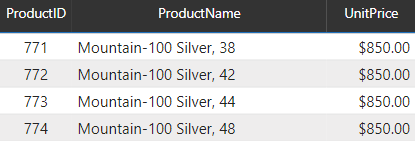 ProductID ProductName UnitPrice
771 Mountain-100 Silver, 38 $850.00
772 Mountain-100 Silver, 42 $850.00
773 Mountain-100 Silver, 44 $850.00
774 Mountain-100 Silver, 48 $850.00